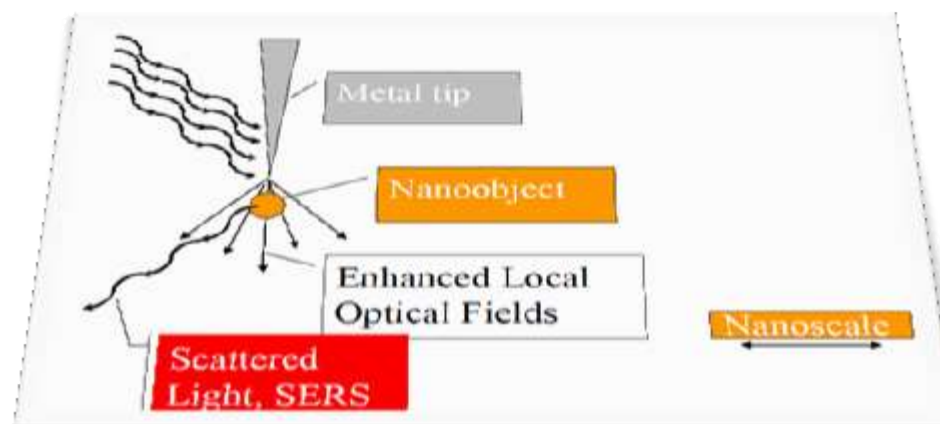 Metal tip
Nanoobject
Enhanced Local
Optical Fields
Nanoscale
Scattered
Light, SERS